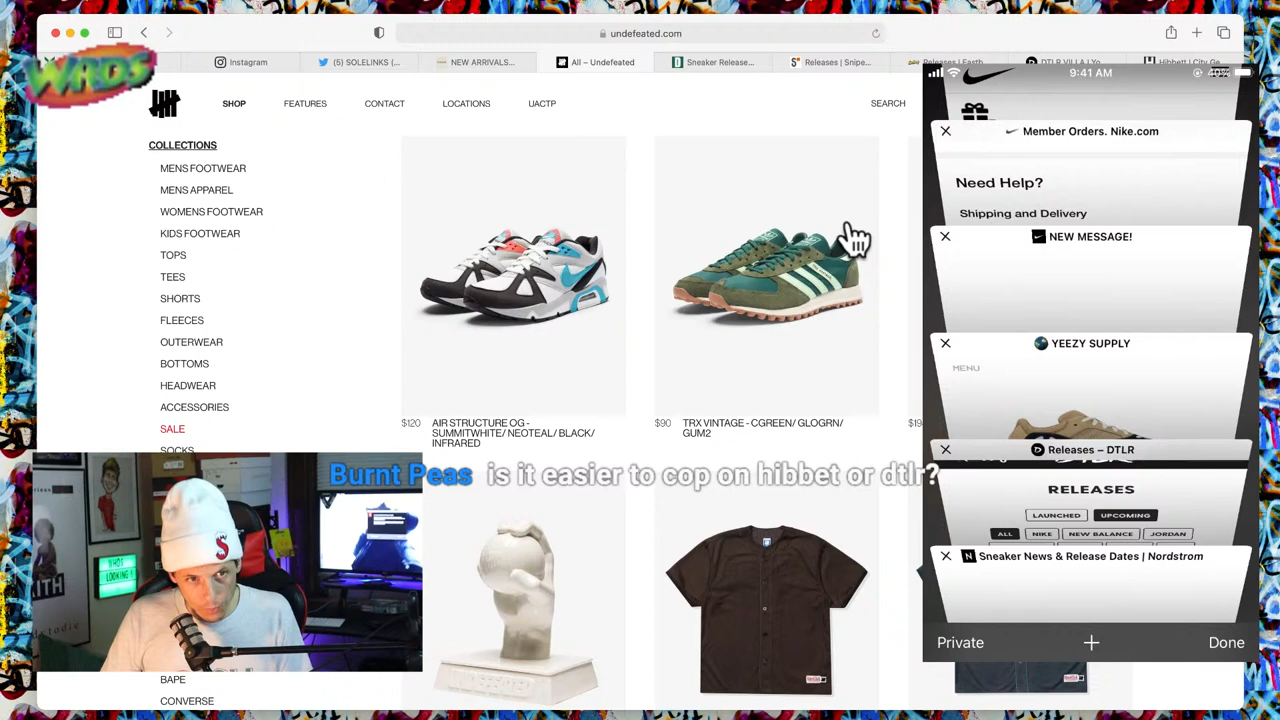 WRDS
undefeated.com
Instagram
(5) SOLELINKS (...
NEW ARRIVALS...
All – Undefeated
Sneaker Release...
Releases | Snipe...
SHOP
FEATURES
CONTACT
LOCATIONS
UACTP
SEARCH
COLLECTIONS
MENS FOOTWEAR
MENS APPAREL
WOMENS FOOTWEAR
KIDS FOOTWEAR
TOPS
TEES
SHORTS
FLEECES
OUTERWEAR
BOTTOMS
HEADWEAR
ACCESSORIES
SALE
SOCKS
BAPE
CONVERSE
$120
AIR STRUCTURE OG -
SUMMITWHITE/ NEOTEAL/ BLACK/
INFRARED
$90
TRX VINTAGE - CGREEN/ GLOGRN/
GUM2
Burnt Peas is it easier to cop on hibbet or dtlr?
WHOS
LOOKING !
9:41 AM
40%
Member Orders. Nike.com
Need Help?
Shipping and Delivery
NEW MESSAGE!
YEEZY SUPPLY
MENU
Releases – DTLR
RELEASES
LAUNCHED
UPCOMING
ALL
NIKE
NEW BALANCE
JORDAN
Sneaker News & Release Dates | Nordstrom
Private
Done